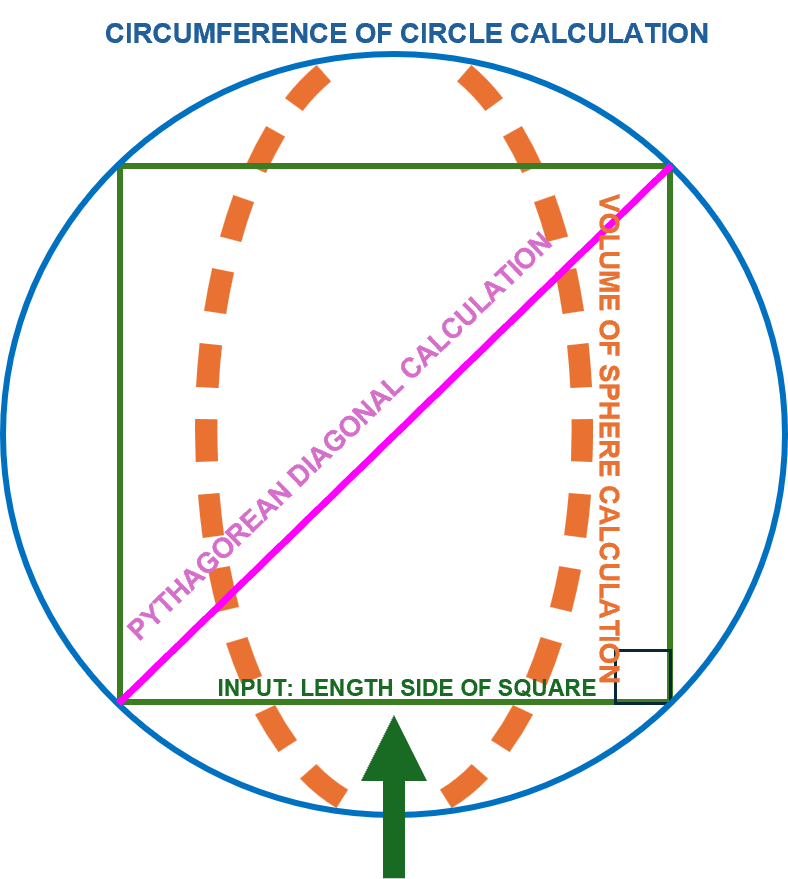 CIRCUMFERENCE OF CIRCLE CALCULATION
PYTHAGOREAN DIAGONAL CALCULATION
VOLUME OF SPHERE CALCULATION
INPUT: LENGTH SIDE OF SQUARE